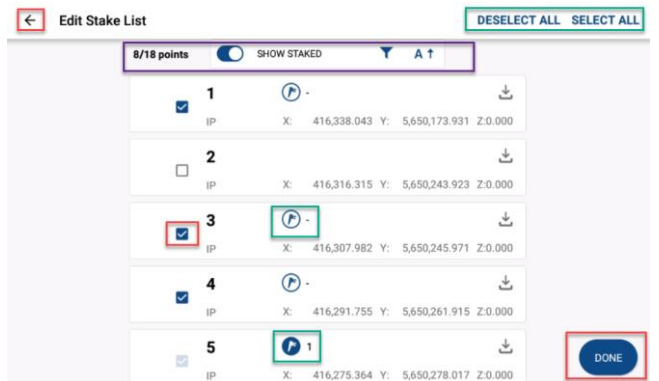 Edit Stake List DESELECT ALL SELECT ALL
8/18 points SHOW STAKED A
1 -
IP X: 416,338.043 Y: 5,650,173.931 Z:0.000
2
IP X: 416,316.315 Y: 5,650,243.923 Z:0.000
3 -
IP X: 416,307.982 Y: 5,650,245.971 Z:0.000
4 -
IP X: 416,291.755 Y: 5,650,261.915 Z:0.000
5 1
IP X: 416,275.364 Y: 5,650,278.017 Z:0.000
DONE